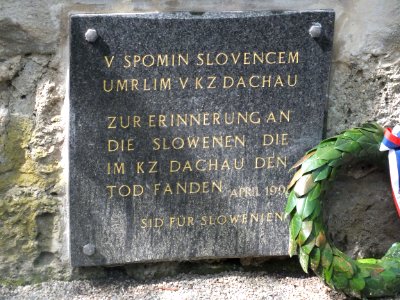 V SPOMIN SLOVENCEM
UMRLIM V KZ DACHAU
ZUR ERINNERUNG AN
DIE SLOWENEN DIE
IM KZ DACHAU DEN
TOD FANDEN APRIL
SID FÜR SLOWENIEN